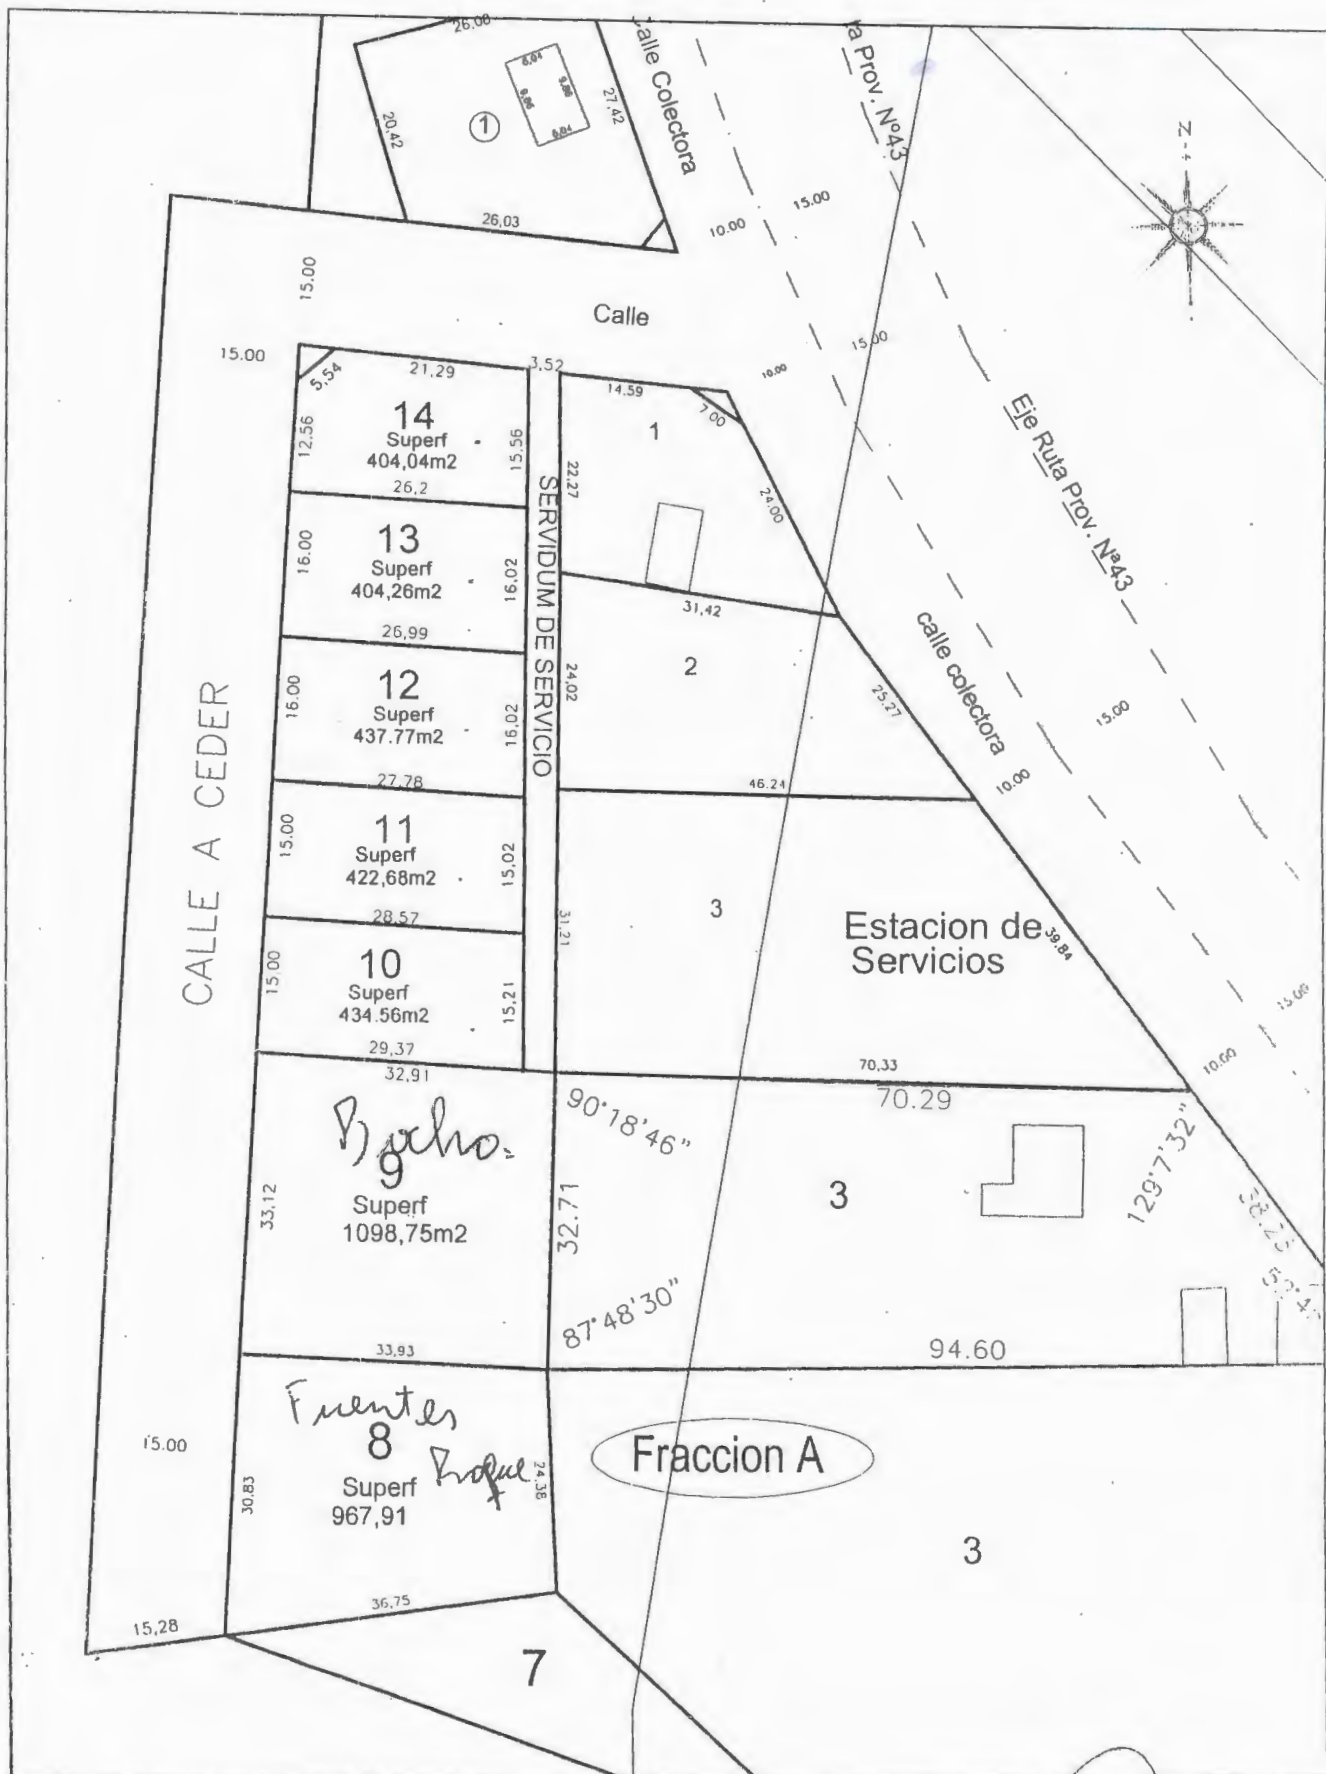 26,00
6,04
9,86
9,86
6,04
20,42
27,42
1
26,03
Calle Colectora
ra Prov. Nº43
N
15.00
10.00
15.00
Calle
15.00
10.00
15.00
5,54
21,29
3,52
14.59
7.00
12.56
14
Superf
404,04m2
15.56
26,2
1
22,27
24.00
SERVIDUM DE SERVICIO
Eje Ruta Prov. Nª43
16.00
13
Superf
404,26m2
16.02
26,99
31,42
2
24,02
25.27
calle colectora
15.00
10.00
16.00
12
Superf
437.77m2
16,02
27,78
46.24
CALLE A CEDER
15.00
11
Superf
422,68m2
15,02
28,57
31,21
3
Estacion de
Servicios
39.84
15.00
10.00
15,00
10
Superf
434.56m2
15,21
29,37
32,91
70,33
70.29
90°18'46"
129°7'32"
Bocho.
9
Superf
1098,75m2
33,12
32.71
3
38.23
87°48'30"
33,93
94.60
Fuentes
8
Roque
Superf
967,91
15.00
30,83
24,38
Fraccion A
3
36,75
15,28
7